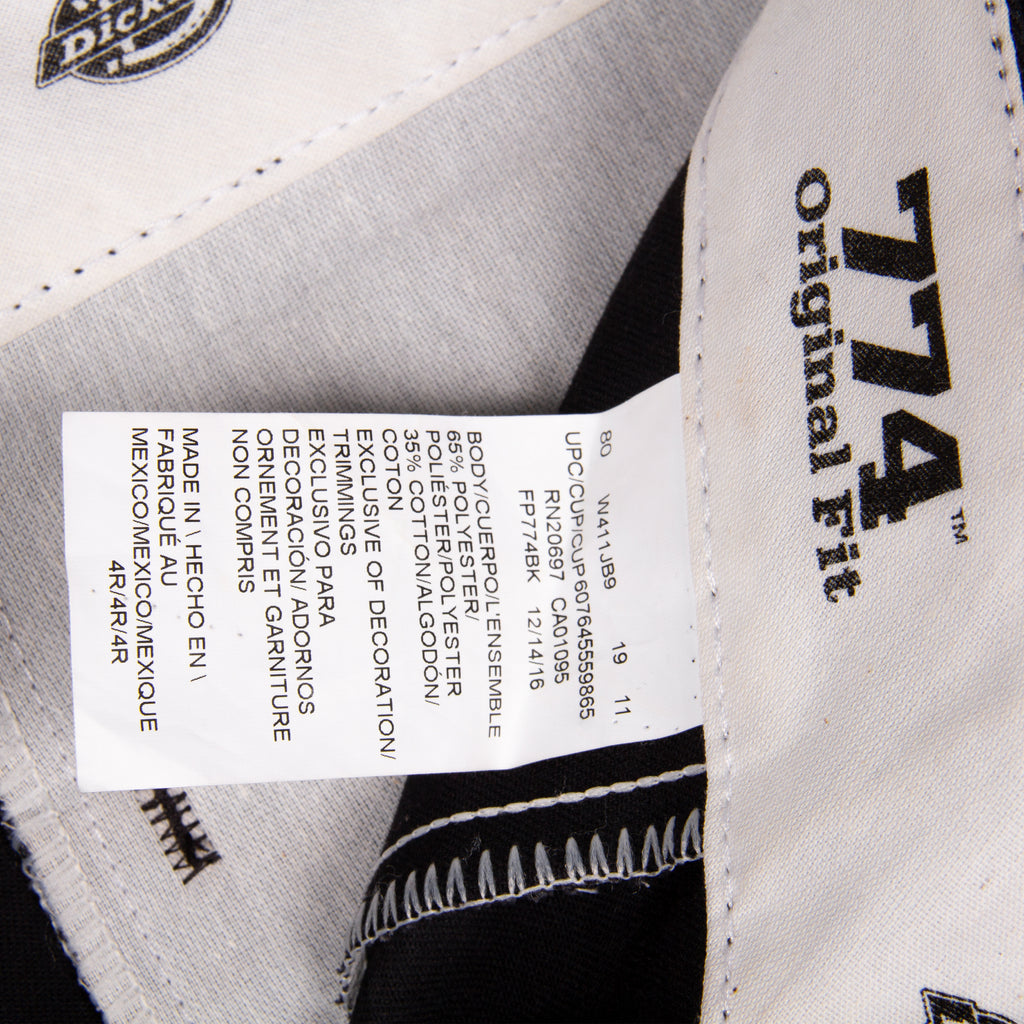 Dick
774™
Original Fit
80 W411JB9 19 11
UPC/CUP/CUP 607645559865
RN20697 CA01095
FP774BK 12/14/16
BODY/CUERPO/L'ENSEMBLE
65% POLYESTER/
POLIÉSTER/POLYESTER
35% COTTON/ALGODÓN/
COTON
EXCLUSIVE OF DECORATION/
TRIMMINGS
EXCLUSIVO PARA
DECORACIÓN/ ADORNOS
ORNEMENT ET GARNITURE
NON COMPRIS
MADE IN \ HECHO EN \
FABRIQUÉ AU
MEXICO/MEXICO/MEXIQUE
4R/4R/4R